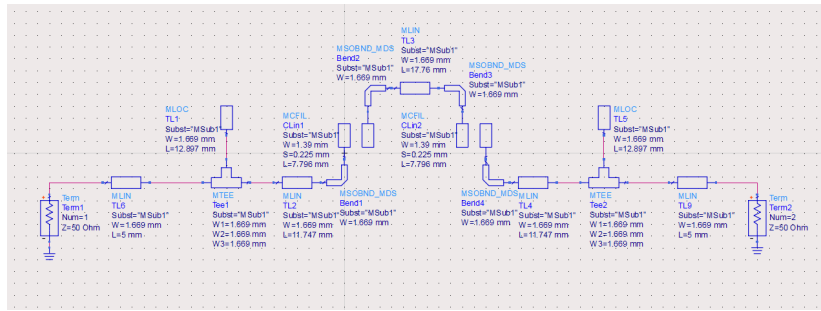 MLIN
TL3
Subst="MSub1"
W=1.669 mm
L=17.76 mm
MSOBND_MDS
Bend2
Subst="MSub1"
W=1.669 mm
MSOBND_MDS
Bend3
Subst="MSub1"
W=1.669 mm
MLOC
TL1
Subst="MSub1"
W=1.669 mm
L=12.897 mm
MCFIL
CLin1
Subst="MSub1"
W=1.39 mm
S=0.225 mm
L=7.796 mm
MCFIL
CLin2
Subst="MSub1"
W=1.39 mm
S=0.225 mm
L=7.796 mm
MLOC
TL5
Subst="MSub1"
W=1.669 mm
L=12.897 mm
Term
Term1
Num=1
Z=50 Ohm
MLIN
TL6
Subst="MSub1"
W=1.669 mm
L=5 mm
MTEE
Tee1
Subst="MSub1"
W1=1.669 mm
W2=1.669 mm
W3=1.669 mm
MLIN
TL2
Subst="MSub1"
W=1.669 mm
L=11.747 mm
MSOBND_MDS
Bend1
Subst="MSub1"
W=1.669 mm
MSOBND_MDS
Bend4
Subst="MSub1"
W=1.669 mm
MLIN
TL4
Subst="MSub1"
W=1.669 mm
L=11.747 mm
MTEE
Tee2
Subst="MSub1"
W1=1.669 mm
W2=1.669 mm
W3=1.669 mm
MLIN
TL9
Subst="MSub1"
W=1.669 mm
L=5 mm
Term
Term2
Num=2
Z=50 Ohm